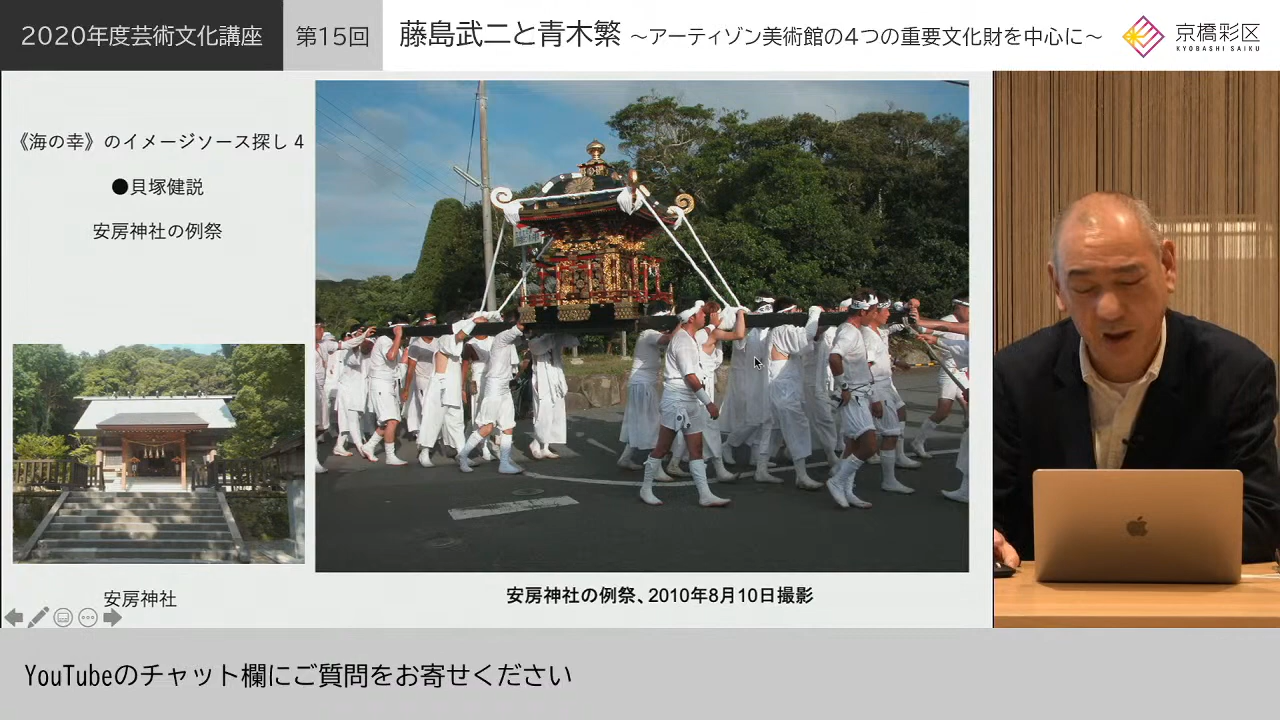 2020年度芸術文化講座
第15回
藤島武二と青木繁 ～アーティゾン美術館の4つの重要文化財を中心に～
京橋彩区
KYOBASHI SAIKU
《海の幸》のイメージソース探し 4
●貝塚健説
安房神社の例祭
安房神社
安房神社の例祭、2010年8月10日撮影
YouTubeのチャット欄にご質問をお寄せください